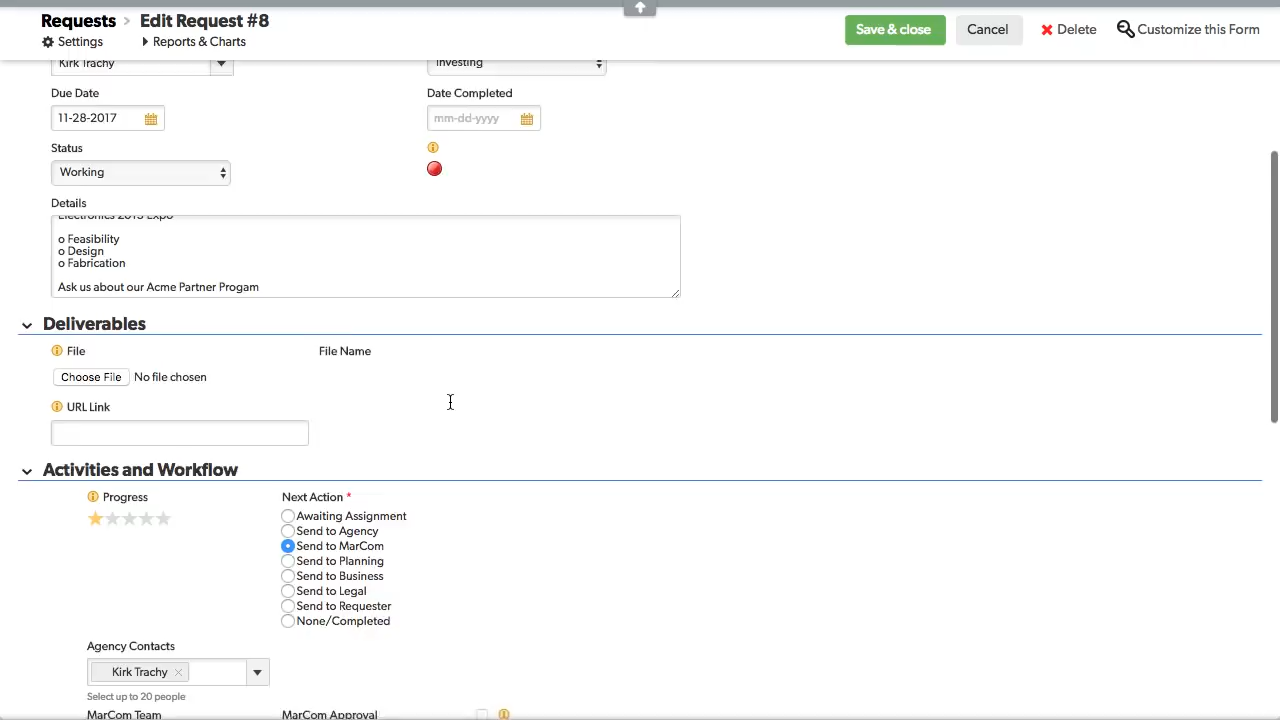 Requests > Edit Request #8
Save & close
Cancel
Delete
Customize this Form
Settings
Reports & Charts
Kirk Trachy
Investing
Due Date
Date Completed
11-28-2017
mm-dd-yyyy
Status
Working
Details
Electronics 2015 Expo
o Feasibility
o Design
o Fabrication
Ask us about our Acme Partner Progam
Deliverables
File
File Name
Choose File No file chosen
URL Link
Activities and Workflow
Progress
Next Action *
Awaiting Assignment
Send to Agency
Send to MarCom
Send to Planning
Send to Business
Send to Legal
Send to Requester
None/Completed
Agency Contacts
Kirk Trachy
Select up to 20 people
MarCom Team
MarCom Approval